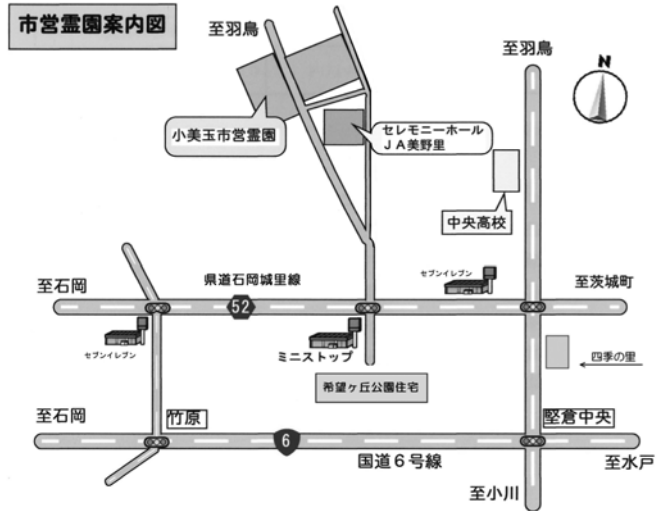 市営霊園案内図
至羽鳥
至羽鳥
N
小美玉市営霊園
セレモニーホール
JA美野里
中央高校
至石岡
県道石岡城里線
セブンイレブン
至茨城町
52
セブンイレブン
ミニストップ
四季の里
希望ヶ丘公園住宅
至石岡
竹原
堅倉中央
6
国道6号線
至水戸
至小川